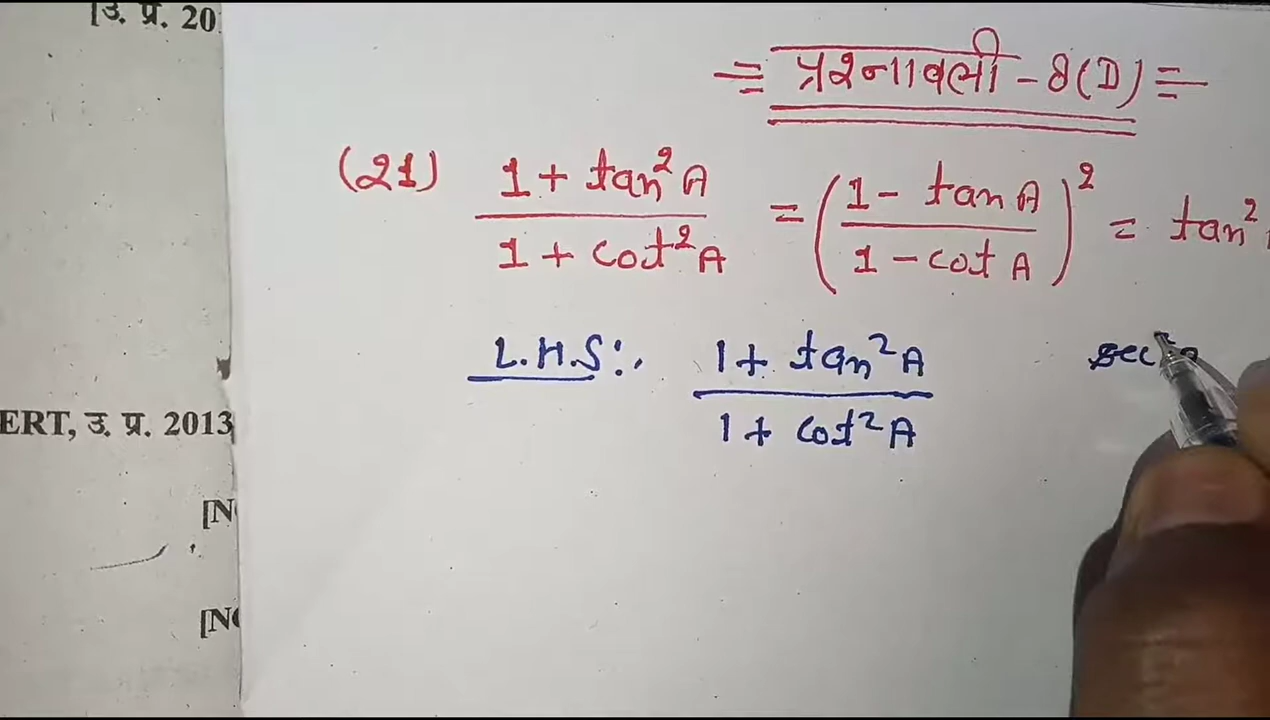 [उ. प्र. 20
= प्रश्नावली - 8(D) =
(21) 1 + tan²A / 1 + cot²A = (1 - tan A / 1 - cot A)² = tan²
L.H.S:. 1 + tan²A / 1 + cot²A
sec²
ERT, उ. प्र. 2013
[N
[N